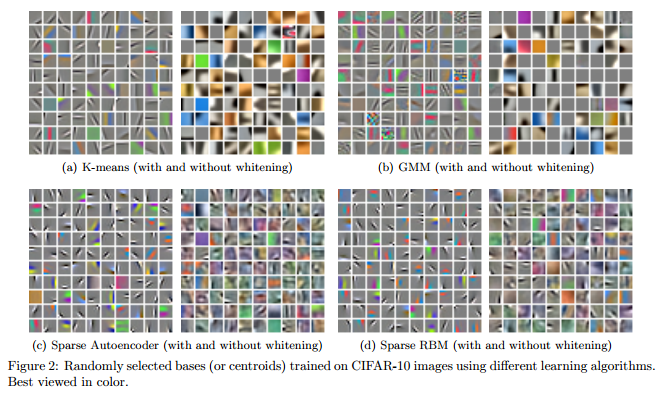 (a) K-means (with and without whitening)
(b) GMM (with and without whitening)
(c) Sparse Autoencoder (with and without whitening)
(d) Sparse RBM (with and without whitening)
Figure 2: Randomly selected bases (or centroids) trained on CIFAR-10 images using different learning algorithms.
Best viewed in color.